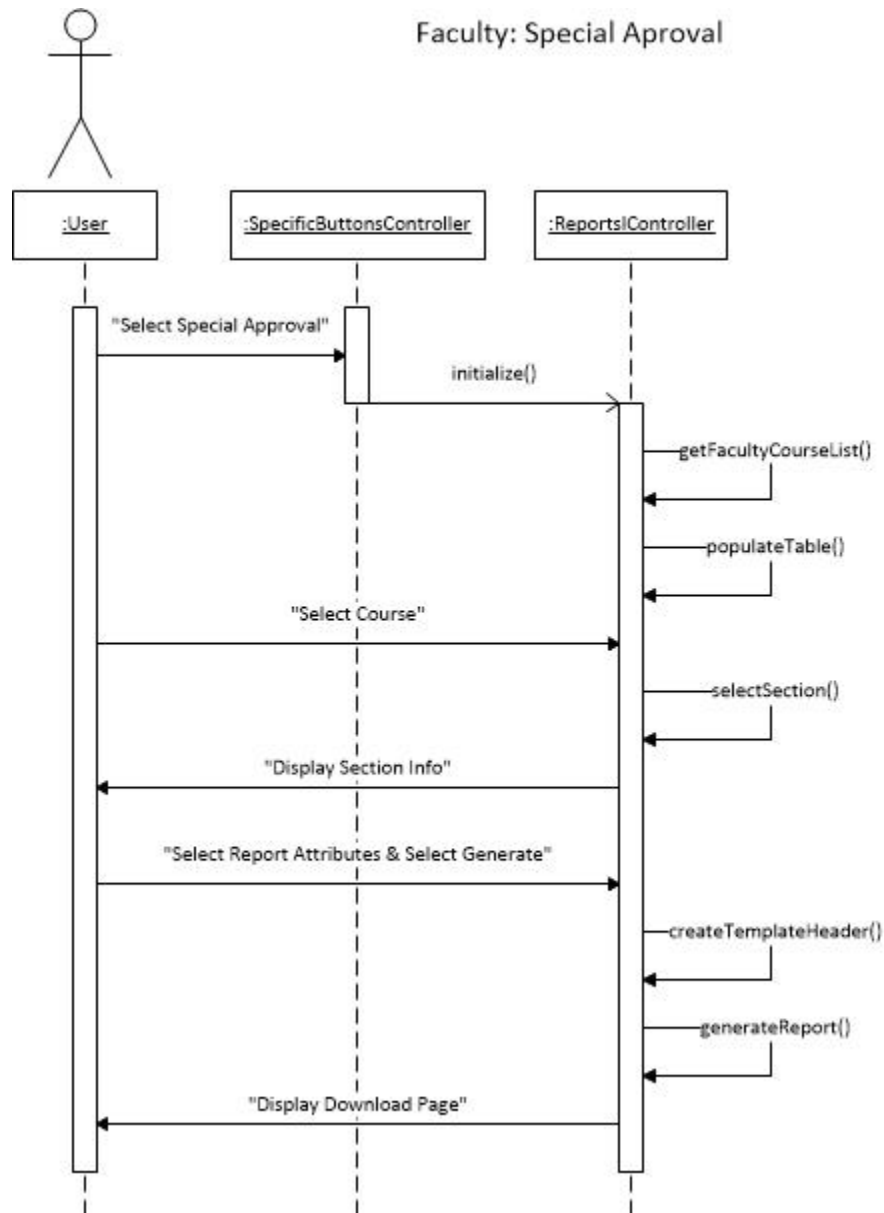 Faculty: Special Aproval
:User
:SpecificButtonsController
:ReportsIController
"Select Special Approval"
initialize()
getFacultyCourseList()
populateTable()
"Select Course"
selectSection()
"Display Section Info"
"Select Report Attributes & Select Generate"
createTemplateHeader()
generateReport()
"Display Download Page"